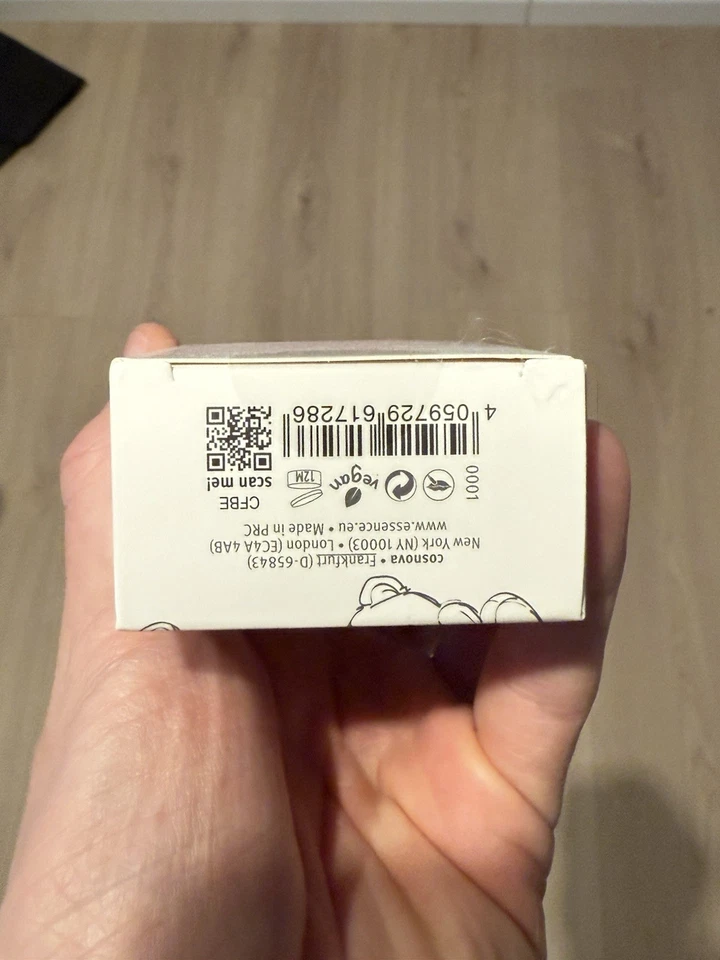 cosnova • Frankfurt (D-65843)
New York (NY 10003) • London (EC4A 4AB)
www.essence.eu • Made in PRC
0001
vegan
12M
CFBE
scan me!
4 059729 617286